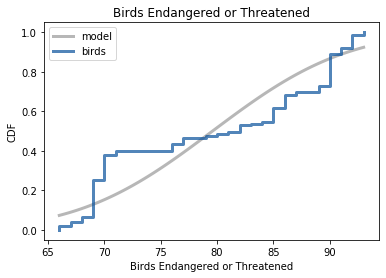 Birds Endangered or Threatened
model
birds
1.0
0.8
0.6
0.4
0.2
0.0
CDF
65
70
75
80
85
90
Birds Endangered or Threatened